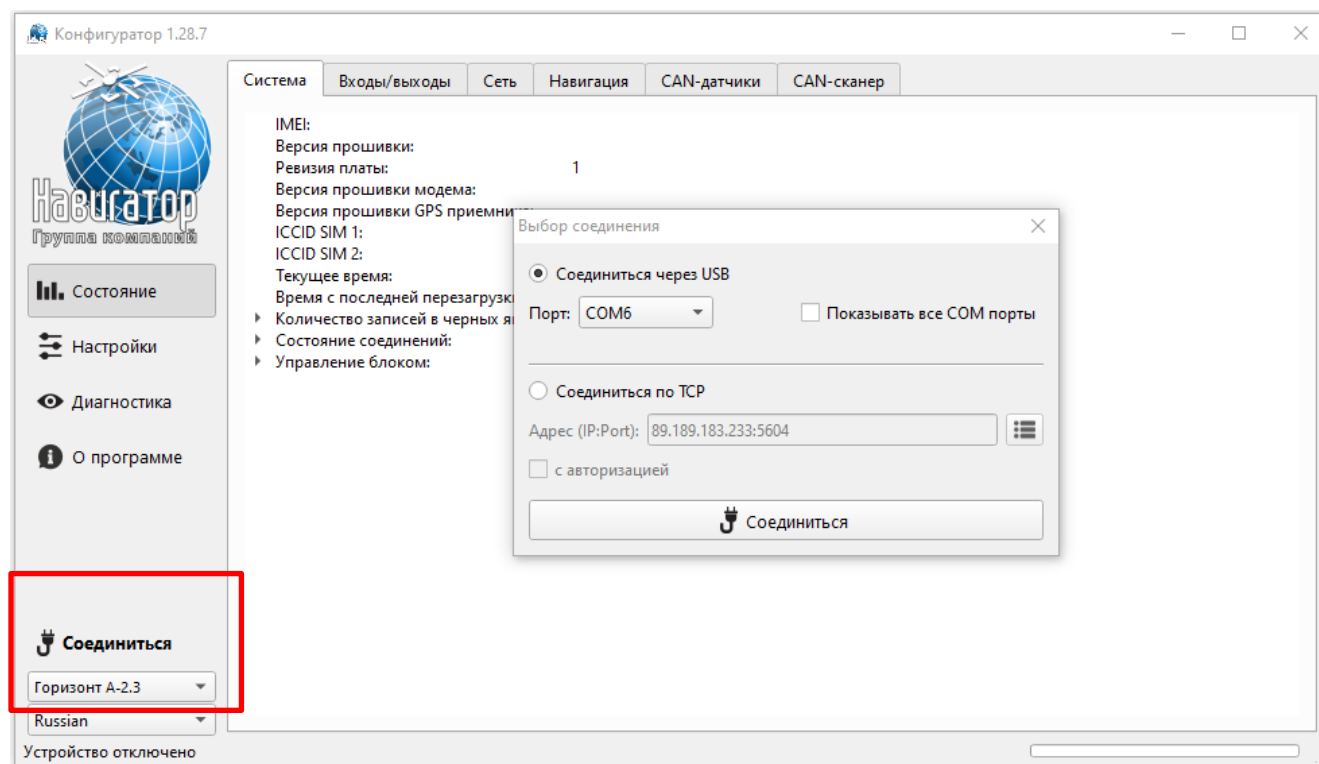 Конфигуратор 1.28.7
Навигатор
Группа компаний
Состояние
Настройки
Диагностика
О программе
Соединиться
Горизонт А-2.3
Russian
Устройство отключено
Система Входы/выходы Сеть Навигация CAN-датчики CAN-сканер
IMEI:
Версия прошивки:
Ревизия платы: 1
Версия прошивки модема:
Версия прошивки GPS приемника:
ICCID SIM 1:
ICCID SIM 2:
Текущее время:
Время с последней перезагрузк
Количество записей в черных я
Состояние соединений:
Управление блоком:
Выбор соединения
Соединиться через USB
Порт: COM6 Показывать все COM порты
Соединиться по TCP
Адрес (IP:Port): 89.189.183.233:5604
с авторизацией
Соединиться